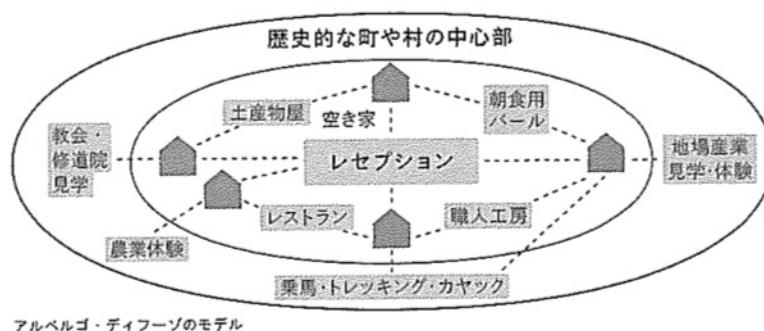 歴史的な町や村の中心部
土産物屋
空き家
朝食用
バール
教会・
修道院
見学
レセプション
地場産業
見学・体験
レストラン
職人工房
農業体験
乗馬・トレッキング・カヤック
アルベルゴ・ディフーゾのモデル